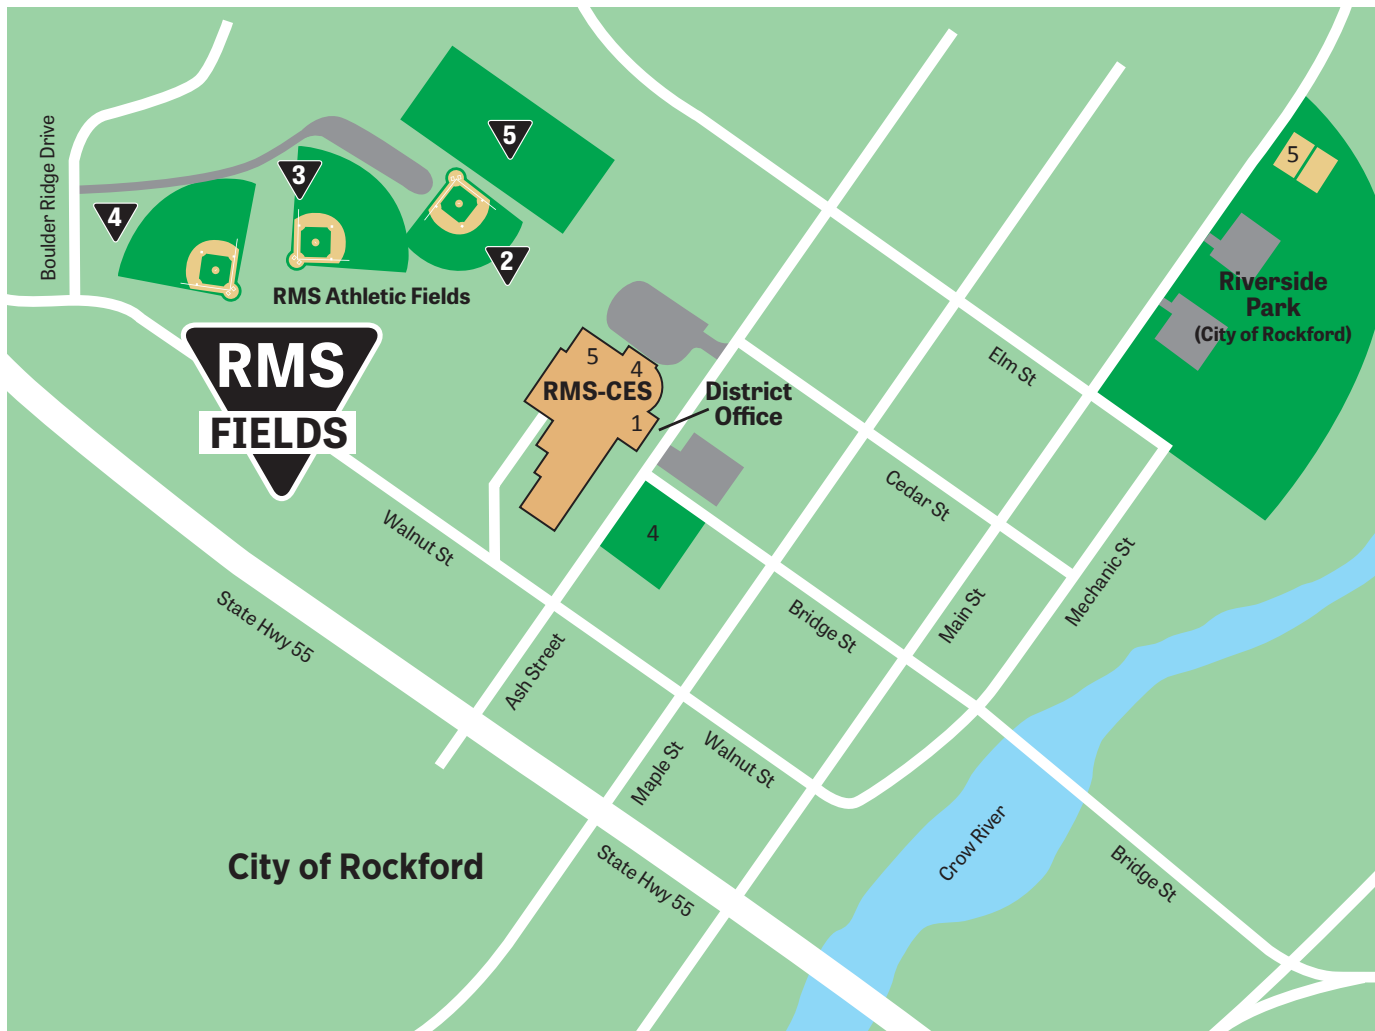 Boulder Ridge Drive
5
3
4
2
RMS Athletic Fields
RMS
FIELDS
5
Riverside
Park
(City of Rockford)
5
4
RMS-CES
1
District
Office
Elm St
Cedar St
4
Walnut St
State Hwy 55
Bridge St
Main St
Mechanic St
Ash Street
Maple St
Walnut St
City of Rockford
State Hwy 55
Crow River
Bridge St